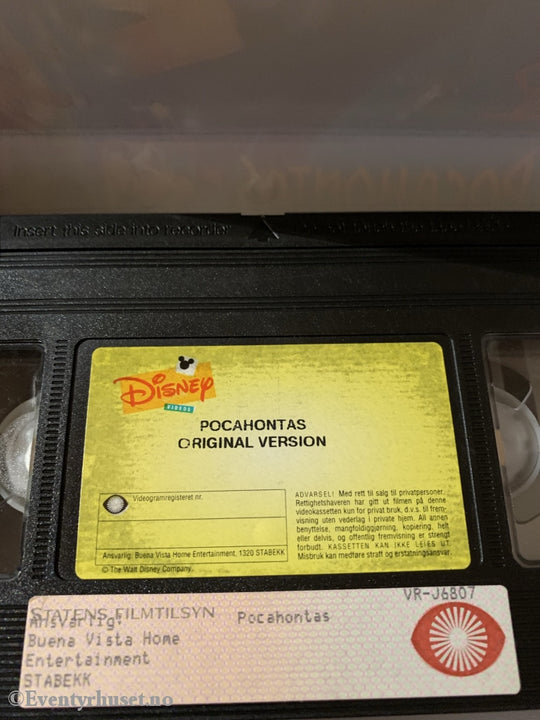 Insert this side into recorder
Disney
VIDEOS
POCAHONTAS
ORIGINAL VERSION
Videogramregisteret nr.
Ansvarlig: Buena Vista Home Entertainment, 1320 STABEKK
© The Walt Disney Company.
ADVARSEL! Med rett til salg til privatpersoner.
Rettighetshaveren har gitt ut filmen på denne
videokassetten kun for privat bruk, d.v.s. til frem-
visning uten vederlag i private hjem. All annen
benyttelse, mangfoldiggjørning, kopiering, helt
eller delvis, og offentlig fremvisning er strengt
forbudt. KASSETTEN KAN IKKE LEIES UT.
Misbruk kan medføre straff og erstatningsansvar.
VR-J6807
STATENS FILMTILSYN
Ansvarlig: Pocahontas
Buena Vista Home
Entertainment
STABEKK
©Eventyrhuset.no